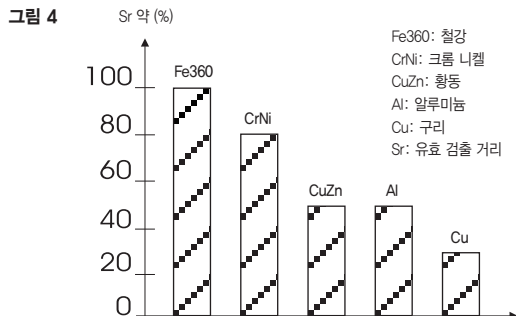 그림 4
Sr 약 (%)
Fe360: 철강
CrNi: 크롬 니켈
CuZn: 황동
Al: 알루미늄
Cu: 구리
Sr: 유효 검출 거리
100
80
60
40
20
0
Fe360
CrNi
CuZn
Al
Cu